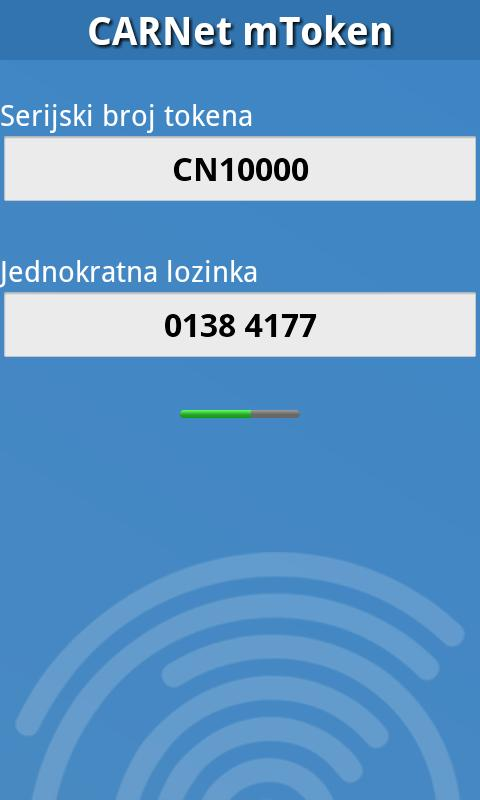 CARNet mToken
Serijski broj tokena
CN10000
Jednokratna lozinka
0138 4177